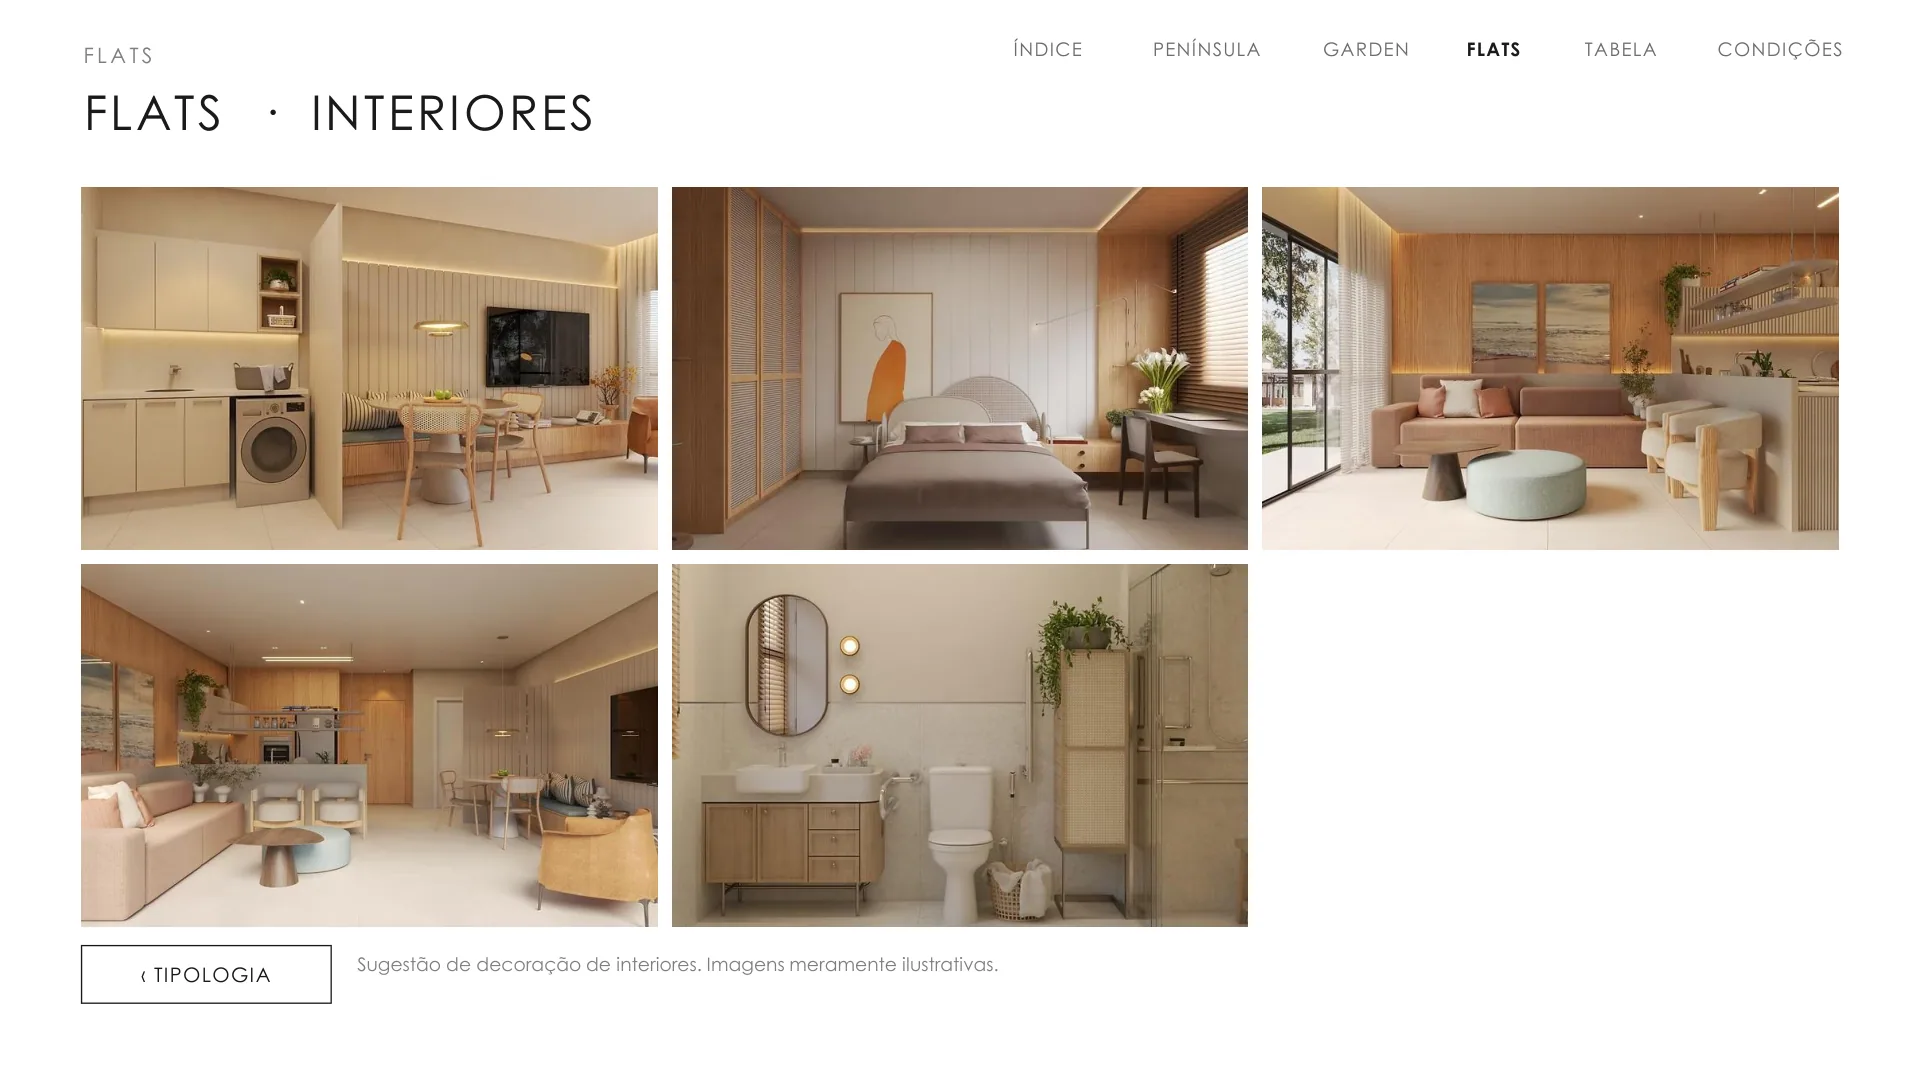 FLATS
ÍNDICE PENÍNSULA GARDEN FLATS TABELA CONDIÇÕES
FLATS · INTERIORES
‹ TIPOLOGIA
Sugestão de decoração de interiores. Imagens meramente ilustrativas.